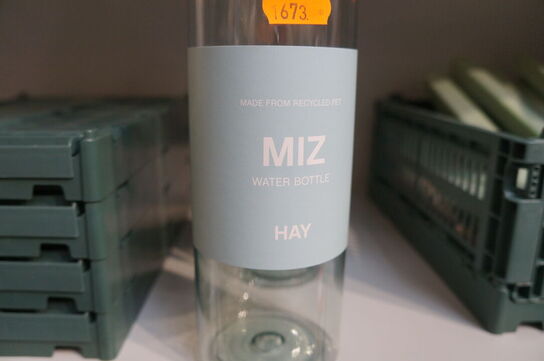 1673.
MADE FROM RECYCLED PET
MIZ
WATER BOTTLE
HAY